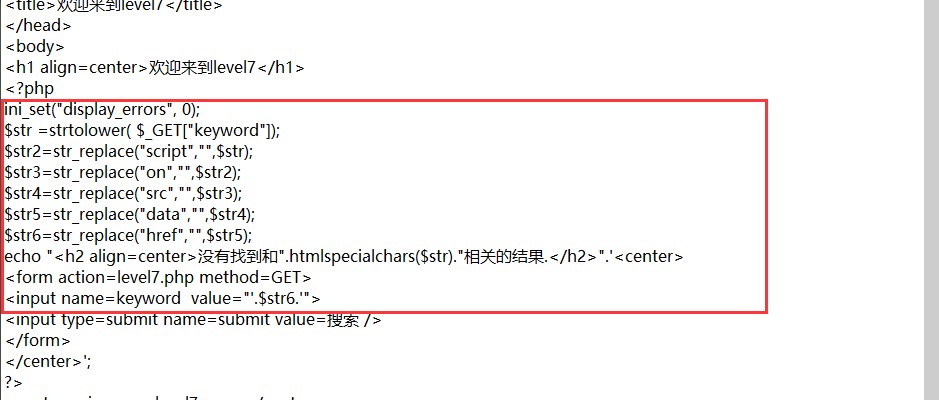 <title>欢迎来到level7</title>
</head>
<body>
<h1 align=center>欢迎来到level7</h1>
<?php
ini_set("display_errors", 0);
$str =strtolower( $_GET["keyword"]);
$str2=str_replace("script","",$str);
$str3=str_replace("on","",$str2);
$str4=str_replace("src","",$str3);
$str5=str_replace("data","",$str4);
$str6=str_replace("href","",$str5);
echo "<h2 align=center>没有找到和".htmlspecialchars($str)."相关的结果.</h2>".'<center>
<form action=level7.php method=GET>
<input name=keyword  value="'.$str6.'">
<input type=submit name=submit value=搜索 />
</form>
</center>';
?>